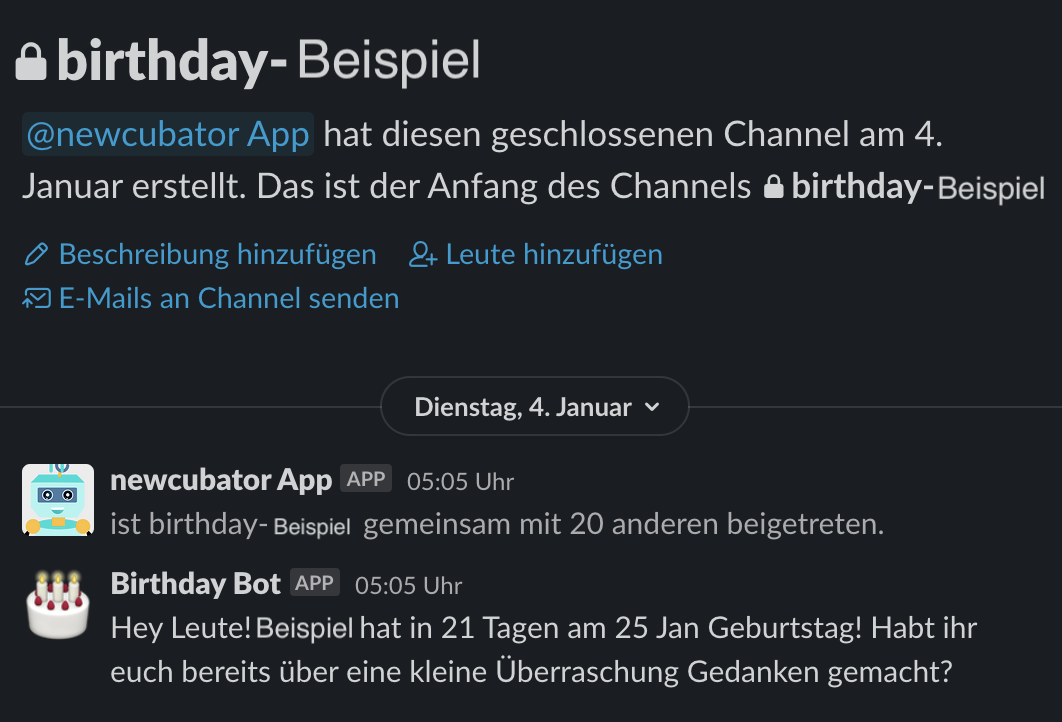 birthday- Beispiel
@newcubator App hat diesen geschlossenen Channel am 4.
Januar erstellt. Das ist der Anfang des Channels birthday-Beispiel
Beschreibung hinzufügen Leute hinzufügen
E-Mails an Channel senden
Dienstag, 4. Januar
newcubator App APP 05:05 Uhr
ist birthday- Beispiel gemeinsam mit 20 anderen beigetreten.
Birthday Bot APP 05:05 Uhr
Hey Leute! Beispiel hat in 21 Tagen am 25 Jan Geburtstag! Habt ihr
euch bereits über eine kleine Überraschung Gedanken gemacht?